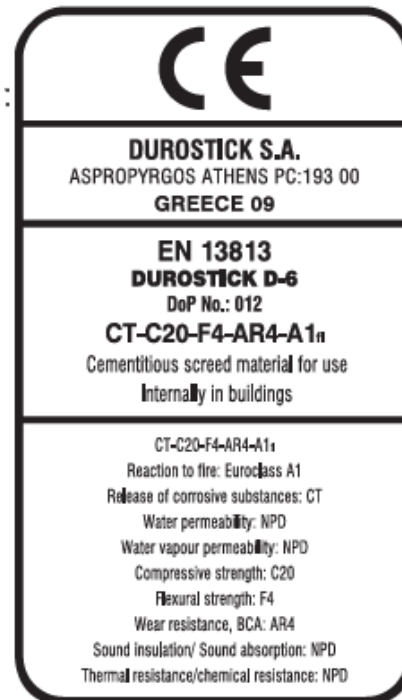 CE
DUROSTICK S.A.
ASPROPYRGOS ATHENS PC:193 00
GREECE 09
EN 13813
DUROSTICK D-6
DoP No.: 012
CT-C20-F4-AR4-A1fl
Cementitious screed material for use
Internally in buildings
CT-C20-F4-AR4-A1fl
Reaction to fire: Euroclass A1
Release of corrosive substances: CT
Water permeability: NPD
Water vapour permeability: NPD
Compressive strength: C20
Flexural strength: F4
Wear resistance, BCA: AR4
Sound insulation/ Sound absorption: NPD
Thermal resistance/chemical resistance: NPD